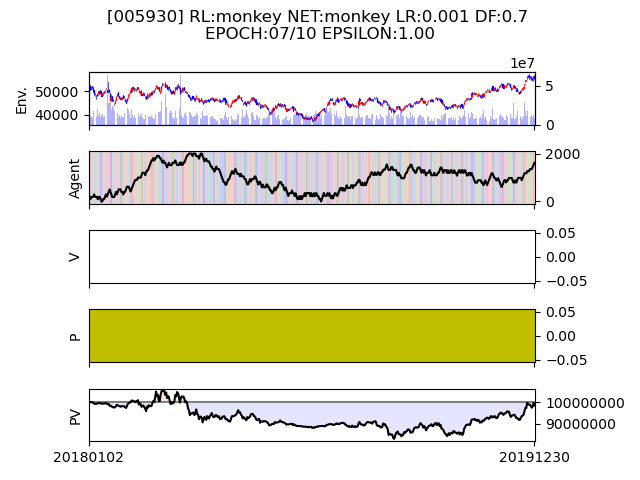 [005930] RL:monkey NET:monkey LR:0.001 DF:0.7
EPOCH:07/10 EPSILON:1.00
1e7
Env.
50000
40000
5
0
Agent
2000
0
V
0.05
0.00
−0.05
P
0.05
0.00
−0.05
PV
100000000
90000000
20180102
20191230